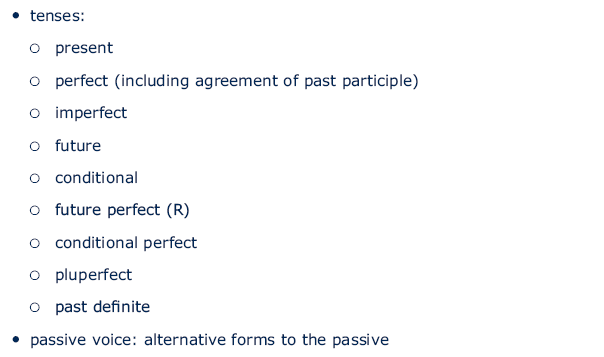 • tenses:
○ present
○ perfect (including agreement of past participle)
○ imperfect
○ future
○ conditional
○ future perfect (R)
○ conditional perfect
○ pluperfect
○ past definite
• passive voice: alternative forms to the passive